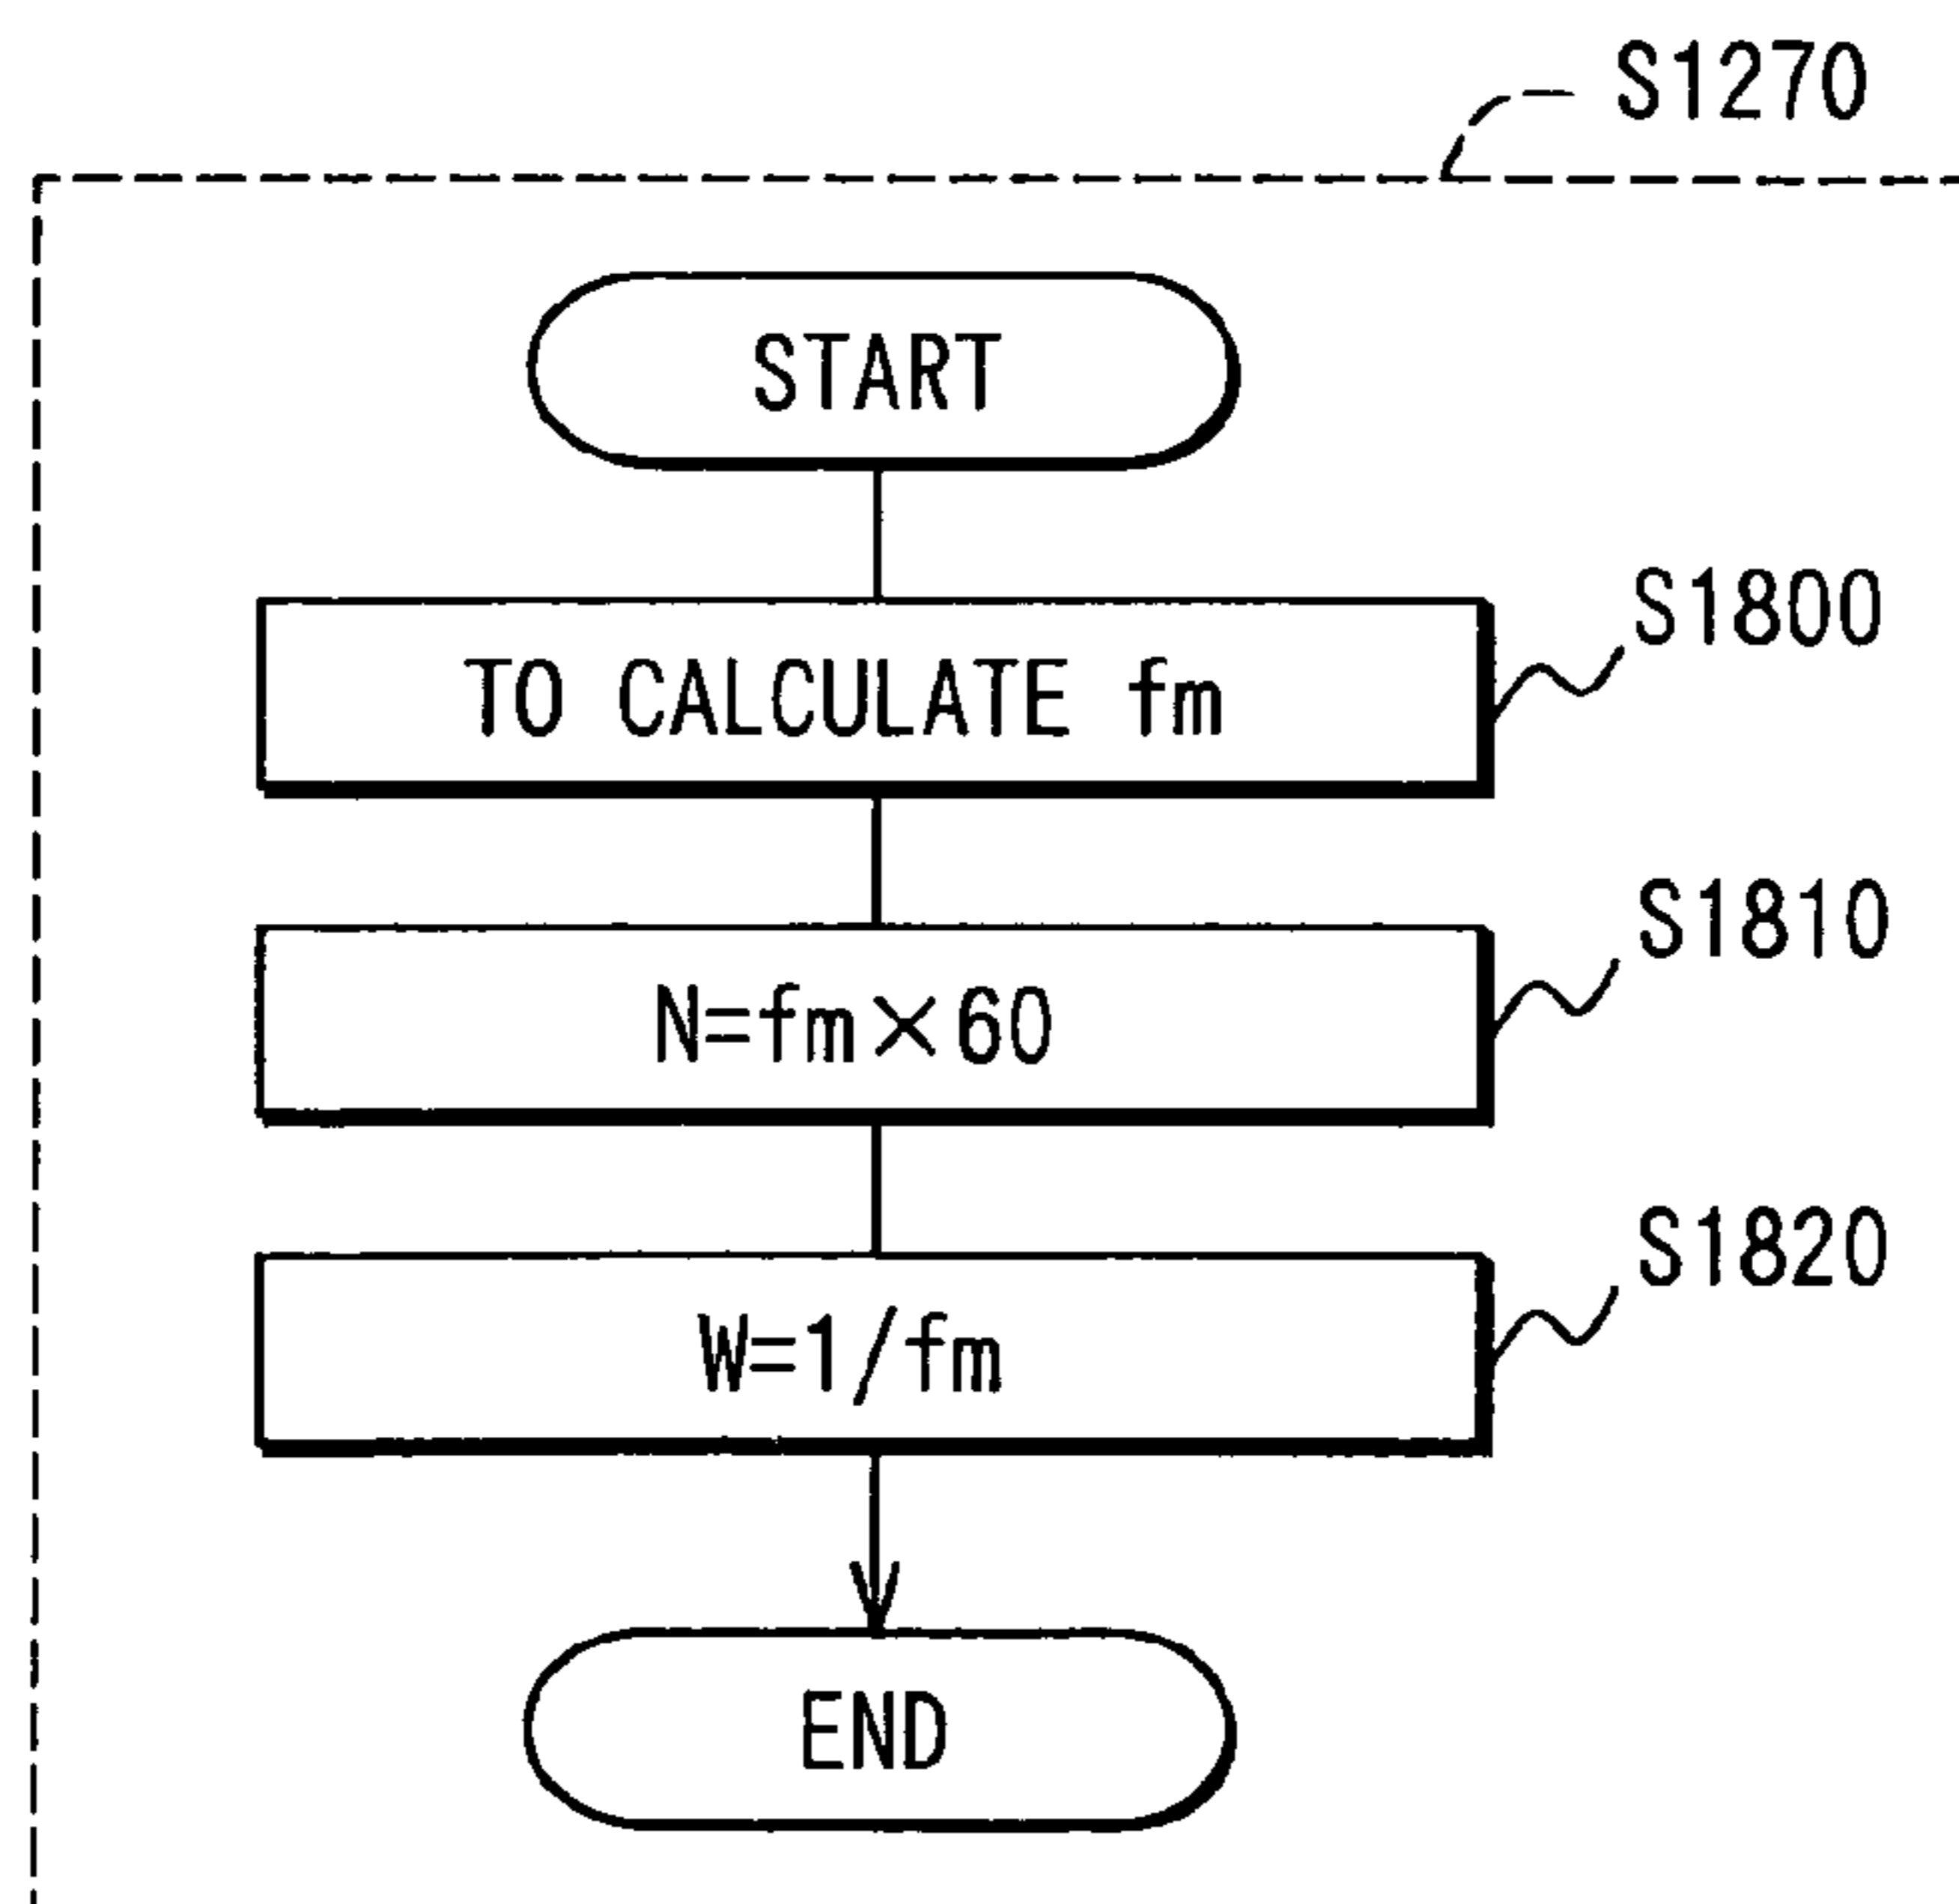 S1270
START
S1800
TO CALCULATE fm
S1810
N=fm×60
S1820
W=1/fm
END